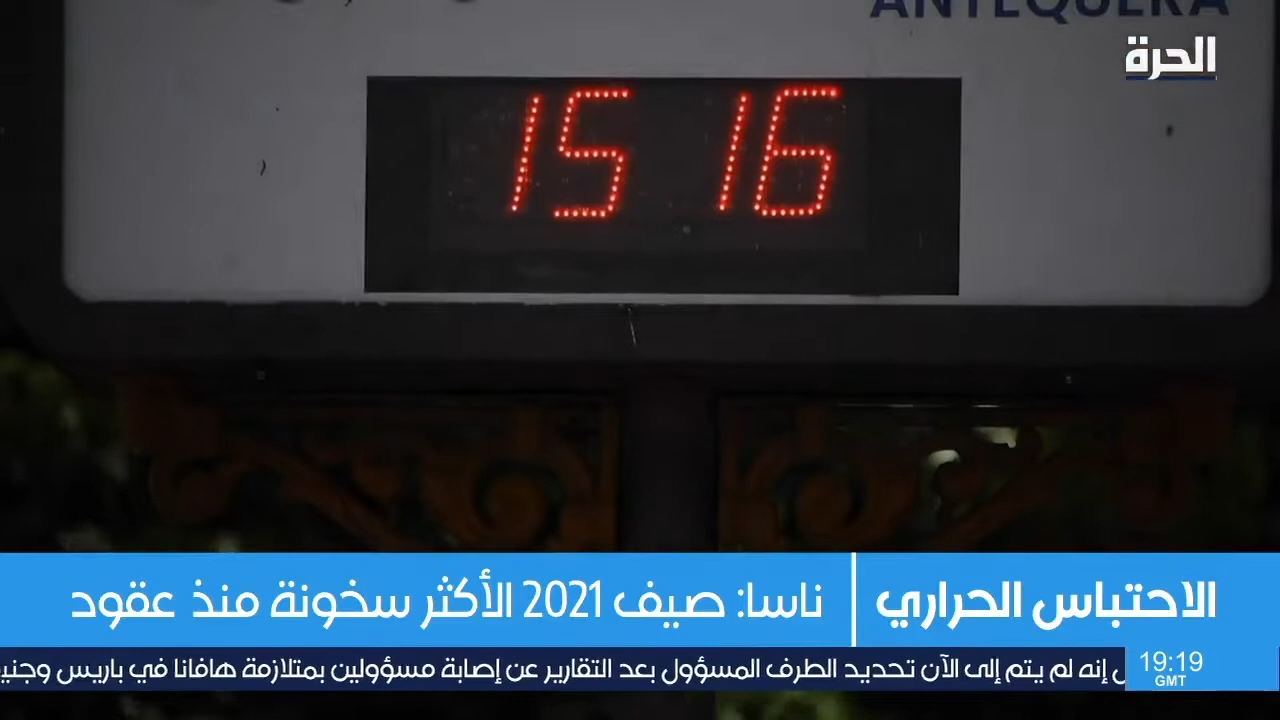 ANTEQUERA
الحرة
15 16
الاحتباس الحراري
ناسا: صيف 2021 الأكثر سخونة منذ عقود
إنه لم يتم إلى الآن تحديد الطرف المسؤول بعد التقارير عن إصابة مسؤولين بمتلازمة هافانا في باريس
19:19
GMT